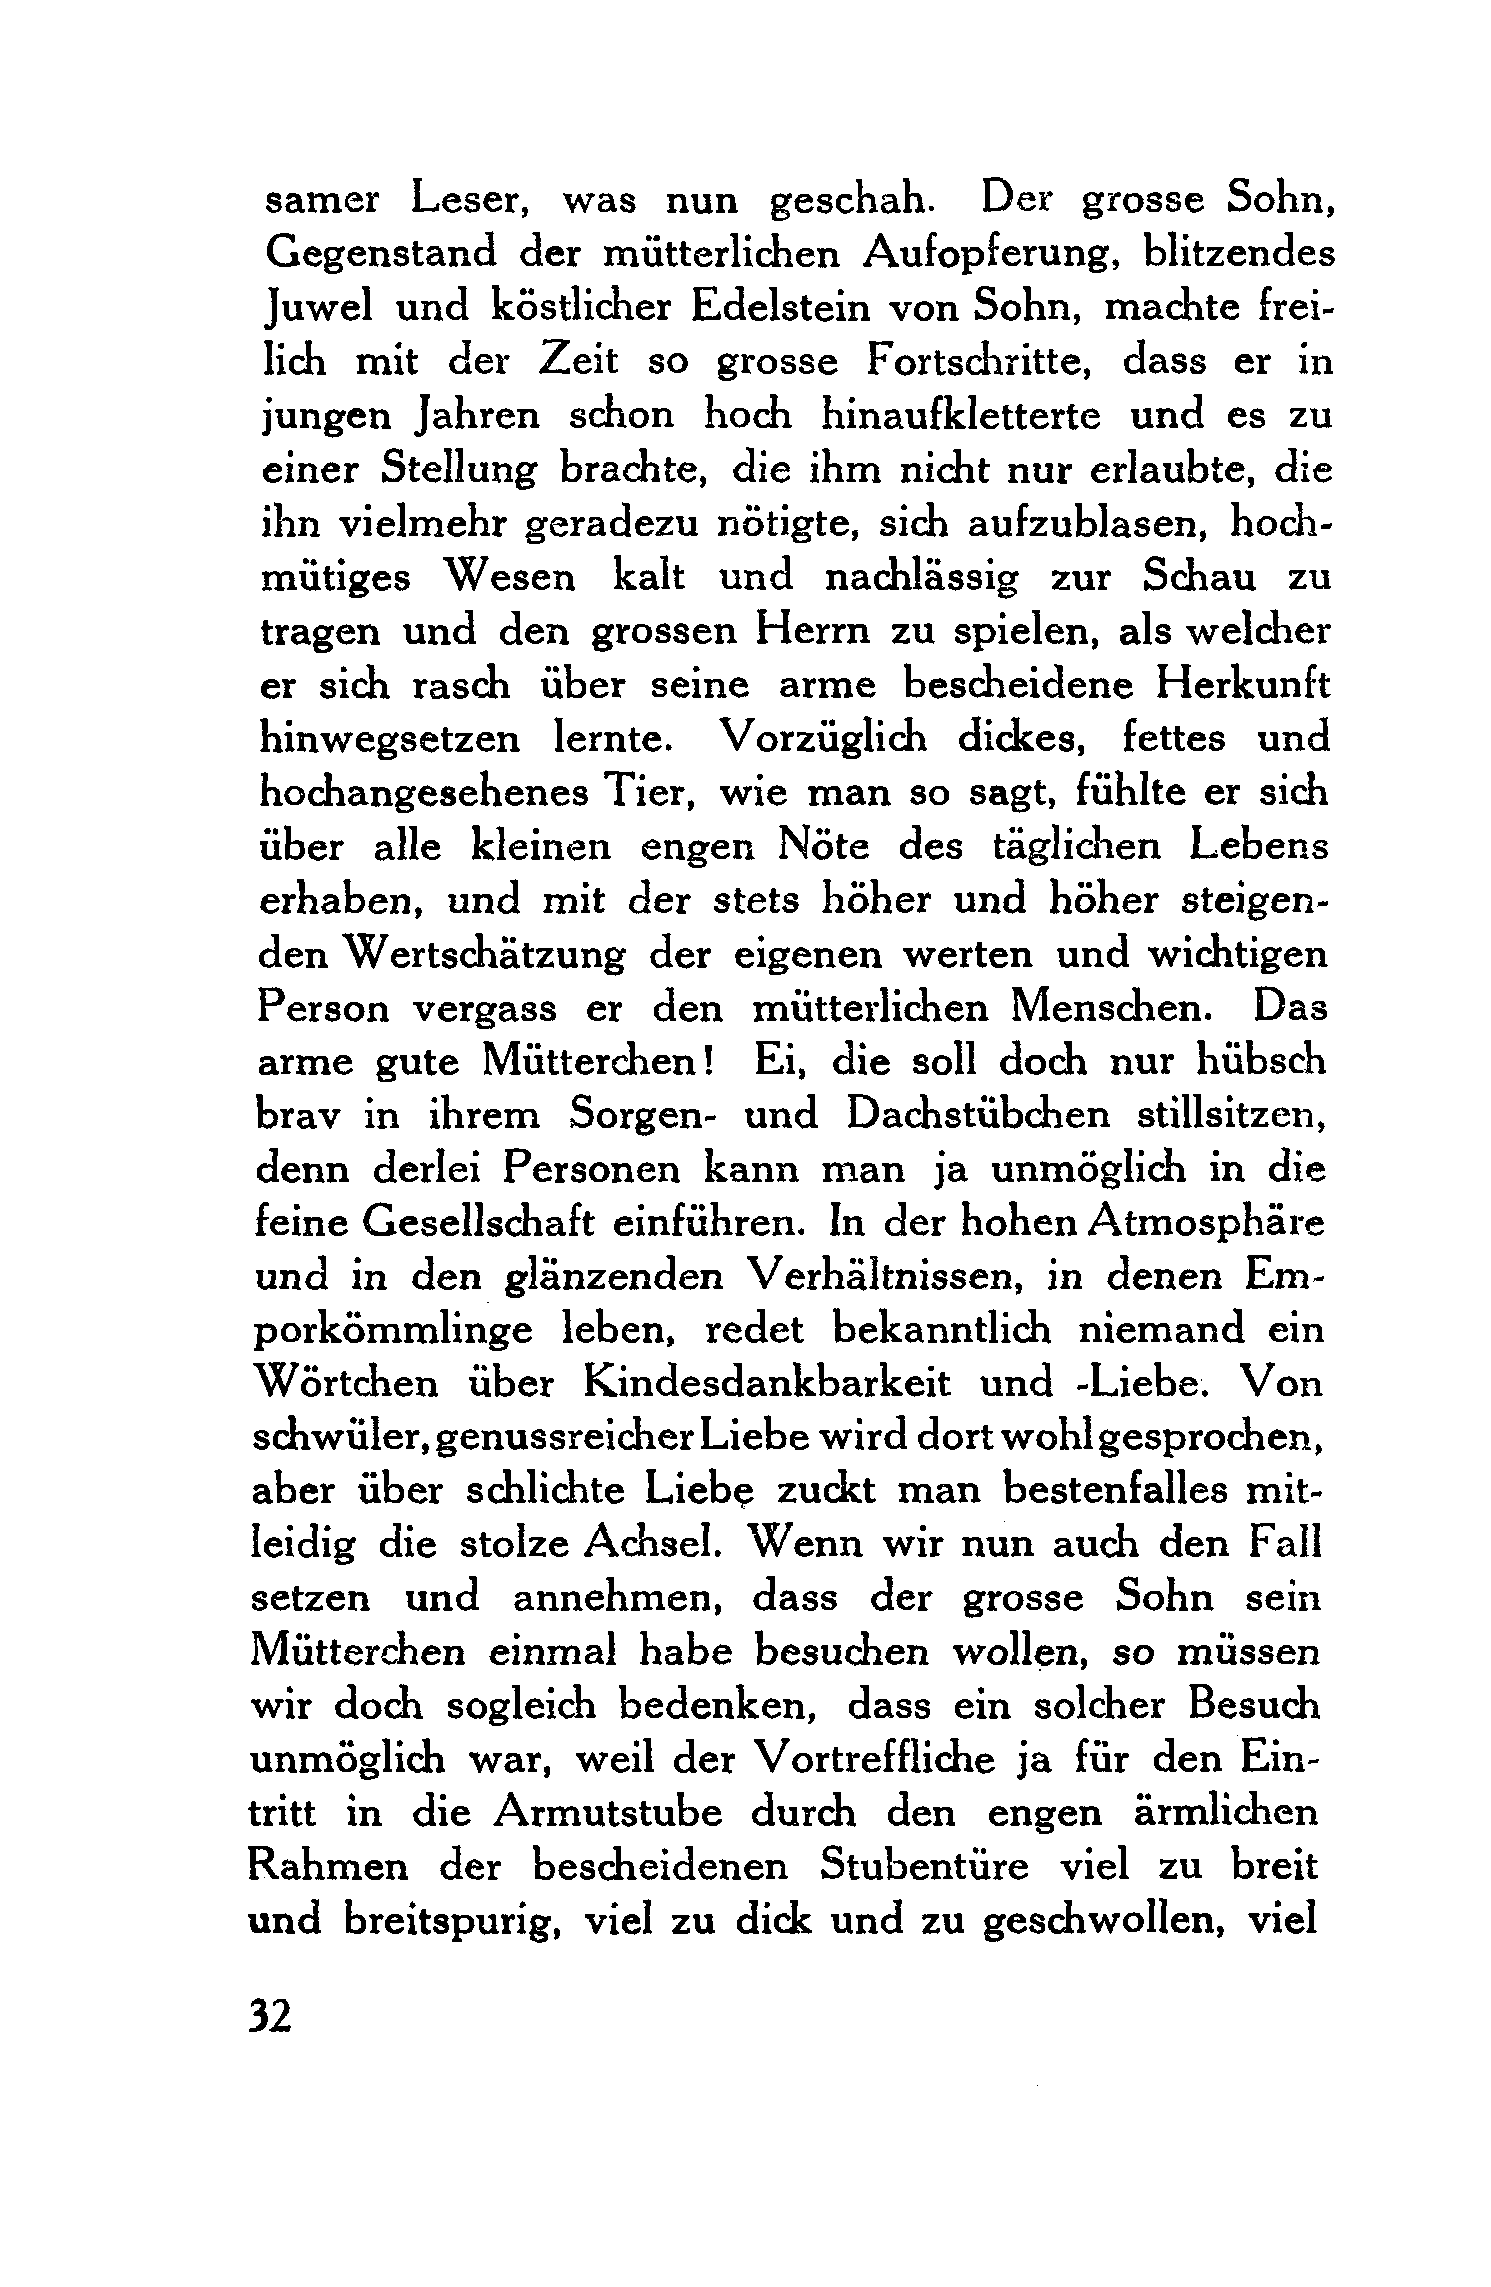 samer Leser, was nun geschah. Der grosse Sohn,
Gegenstand der mütterlichen Aufopferung, blitzendes
Juwel und köstlicher Edelstein von Sohn, machte frei-
lich mit der Zeit so grosse Fortschritte, dass er in
jungen Jahren schon hoch hinaufkletterte und es zu
einer Stellung brachte, die ihm nicht nur erlaubte, die
ihn vielmehr geradezu nötigte, sich aufzublasen, hoch-
mütiges Wesen kalt und nachlässig zur Schau zu
tragen und den grossen Herrn zu spielen, als welcher
er sich rasch über seine arme bescheidene Herkunft
hinwegsetzen lernte. Vorzüglich dickes, fettes und
hochangesehenes Tier, wie man so sagt, fühlte er sich
über alle kleinen engen Nöte des täglichen Lebens
erhaben, und mit der stets höher und höher steigen-
den Wertschätzung der eigenen werten und wichtigen
Person vergass er den mütterlichen Menschen. Das
arme gute Mütterchen! Ei, die soll doch nur hübsch
brav in ihrem Sorgen- und Dachstübchen stillsitzen,
denn derlei Personen kann man ja unmöglich in die
feine Gesellschaft einführen. In der hohen Atmosphäre
und in den glänzenden Verhältnissen, in denen Em-
porkömmlinge leben, redet bekanntlich niemand ein
Wörtchen über Kindesdankbarkeit und -Liebe. Von
schwüler, genussreicher Liebe wird dort wohl gesprochen,
aber über schlichte Liebe zuckt man bestenfalles mit-
leidig die stolze Achsel. Wenn wir nun auch den Fall
setzen und annehmen, dass der grosse Sohn sein
Mütterchen einmal habe besuchen wollen, so müssen
wir doch sogleich bedenken, dass ein solcher Besuch
unmöglich war, weil der Vortreffliche ja für den Ein-
tritt in die Armutstube durch den engen ärmlichen
Rahmen der bescheidenen Stubentüre viel zu breit
und breitspurig, viel zu dick und zu geschwollen, viel
32